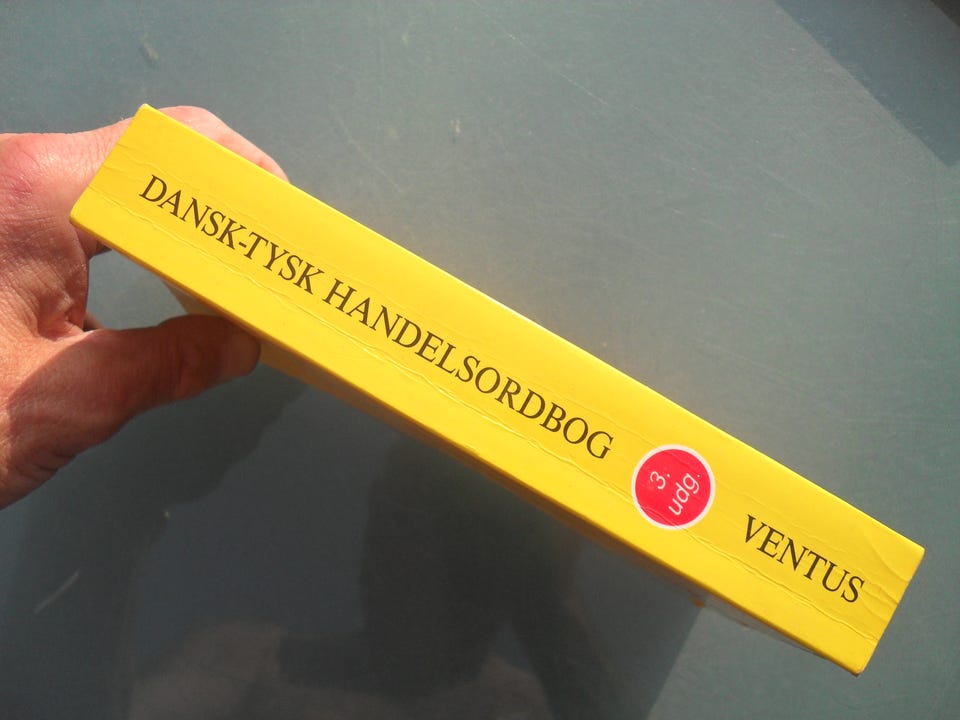 DANSK-TYSK HANDELSORDBOG
3.
udg.
VENTUS